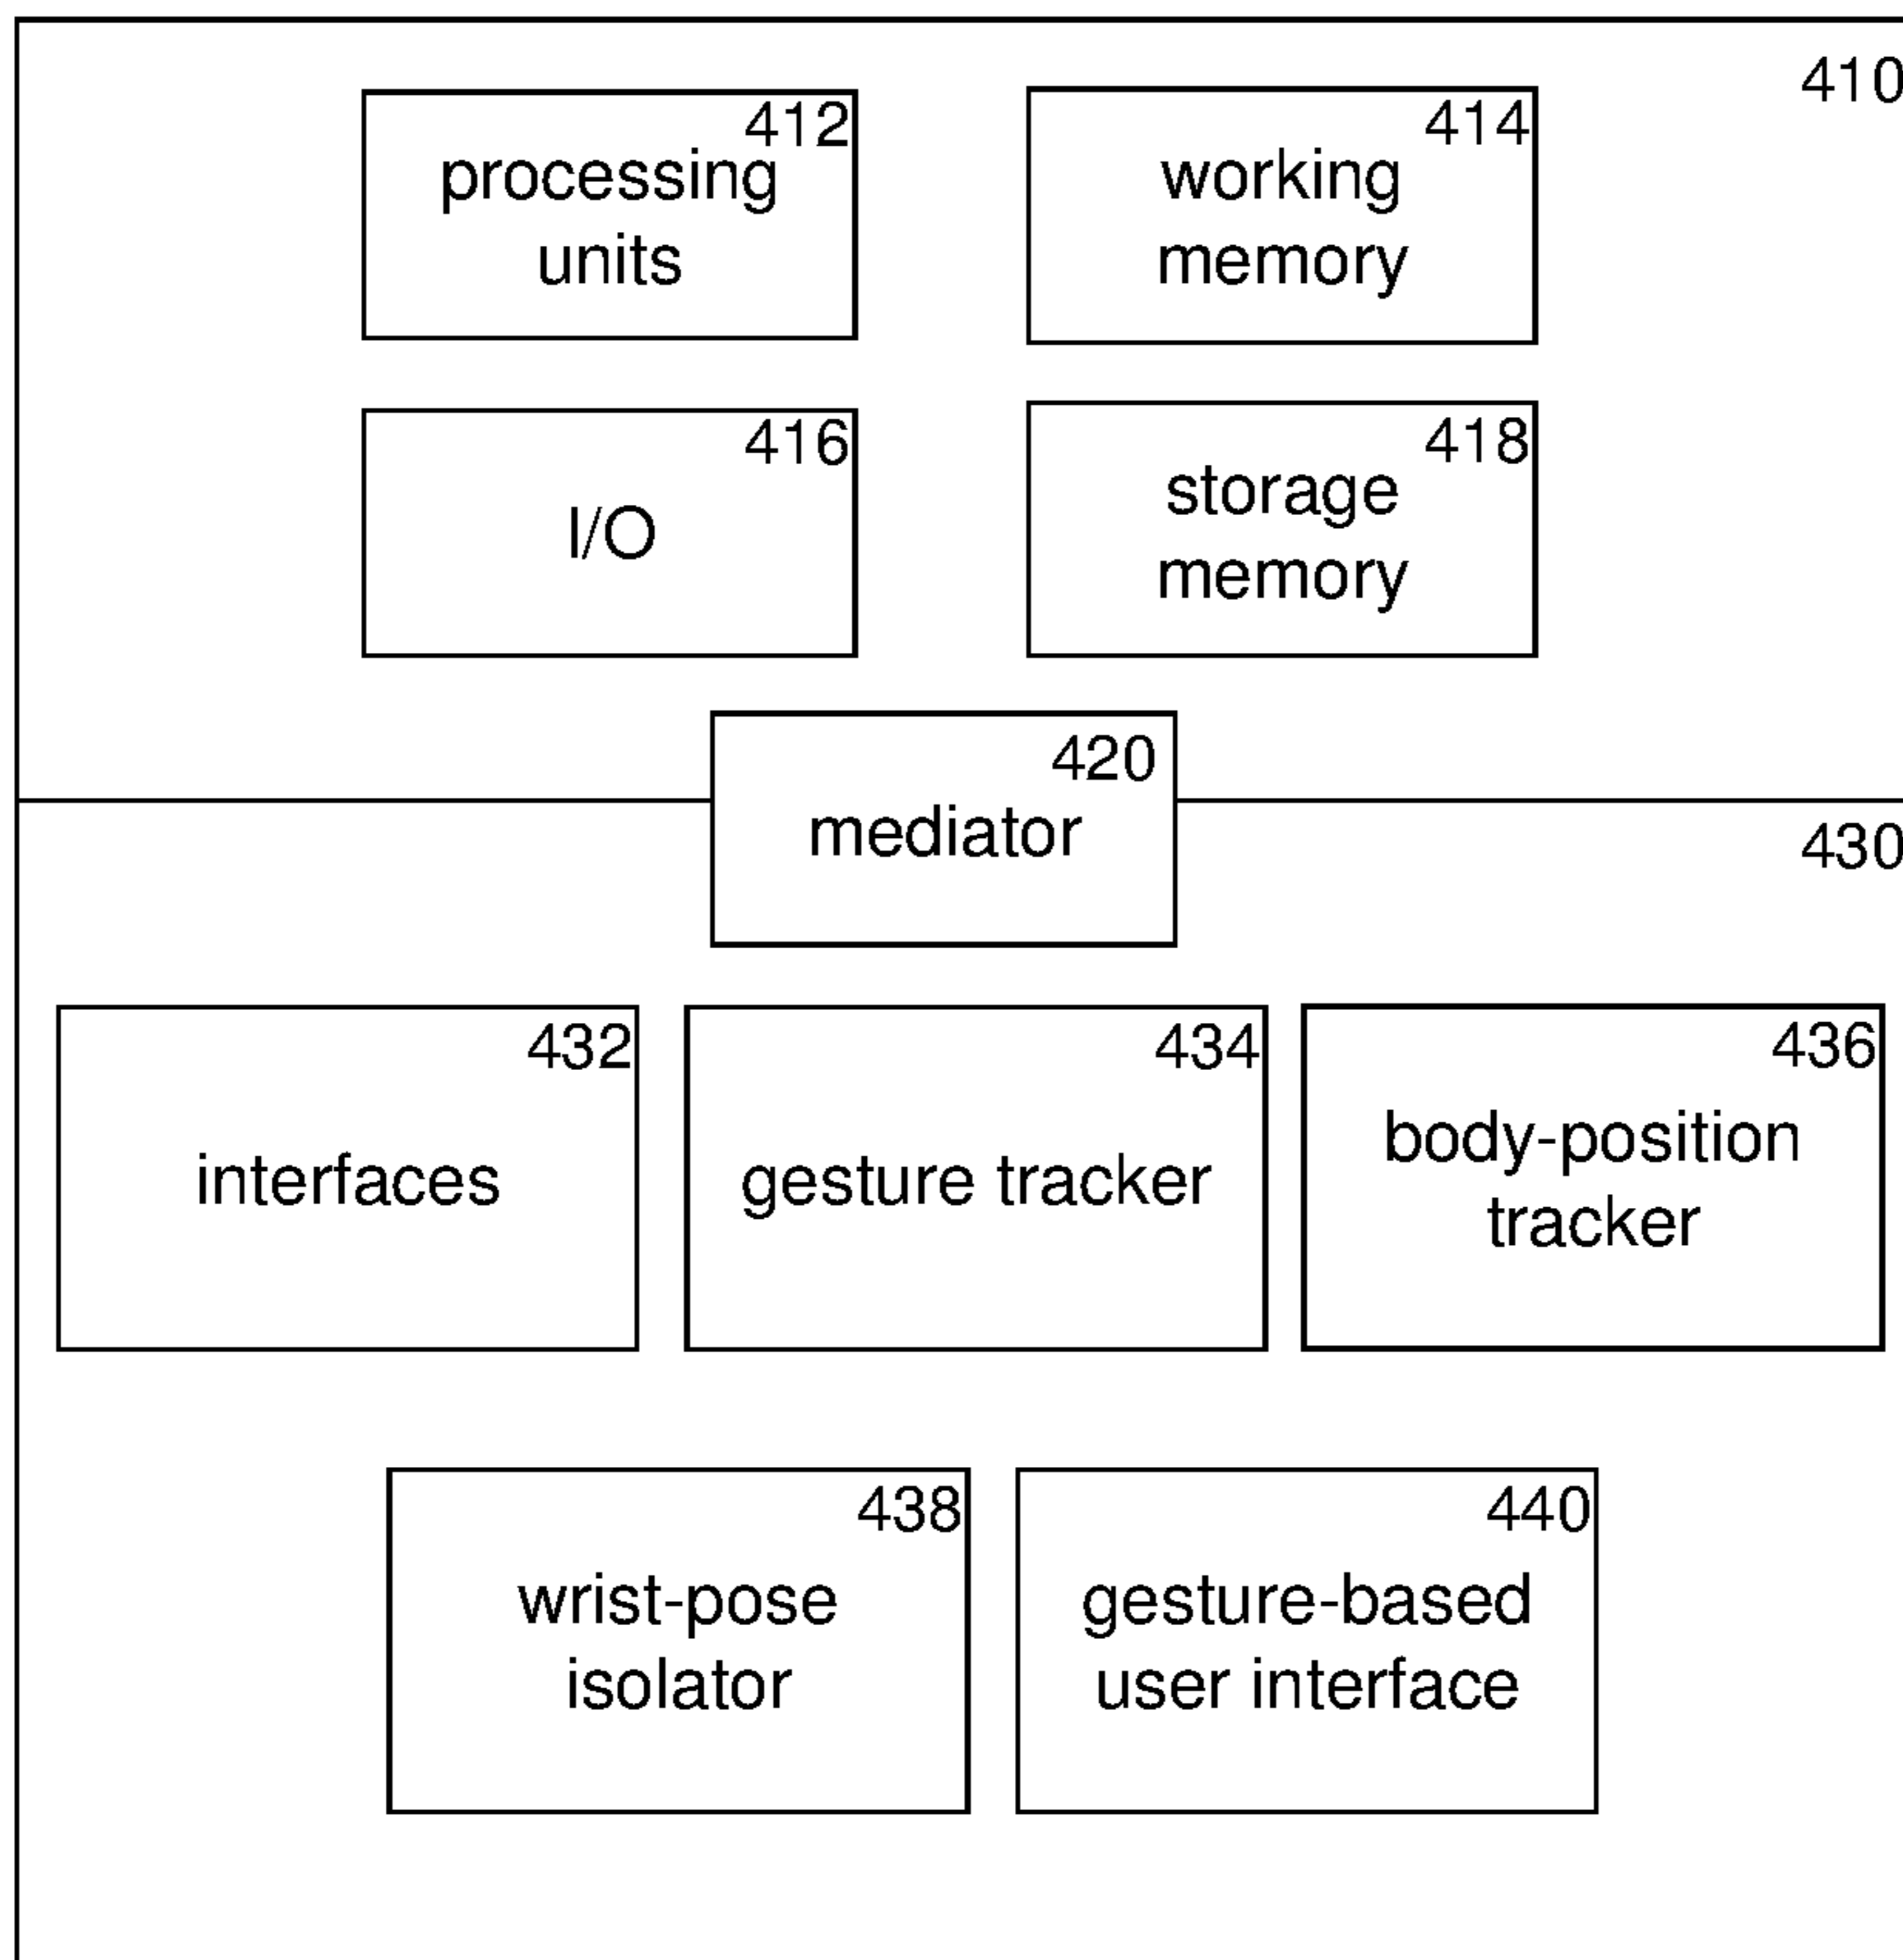 410
412
processing
units
414
working
memory
416
I/O
418
storage
memory
420
mediator
430
432
interfaces
434
gesture tracker
436
body-position
tracker
438
wrist-pose
isolator
440
gesture-based
user interface